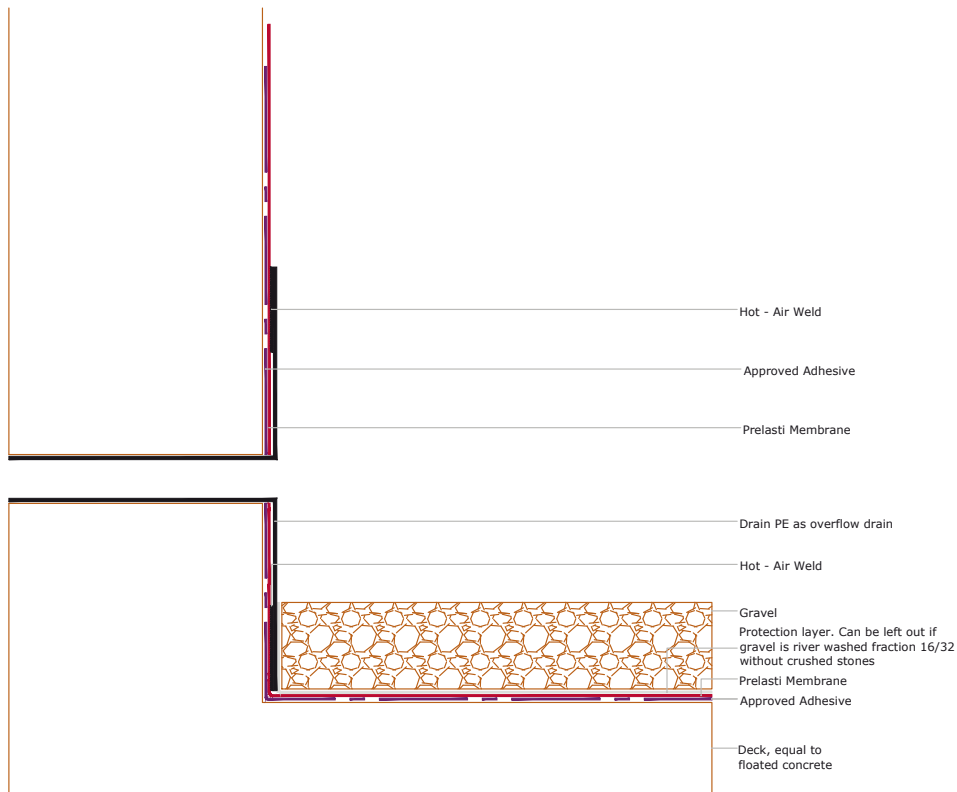 Hot - Air Weld
Approved Adhesive
Prelasti Membrane
Drain PE as overflow drain
Hot - Air Weld
Gravel
Protection layer. Can be left out if
gravel is river washed fraction 16/32
without crushed stones
Prelasti Membrane
Approved Adhesive
Deck, equal to
floated concrete